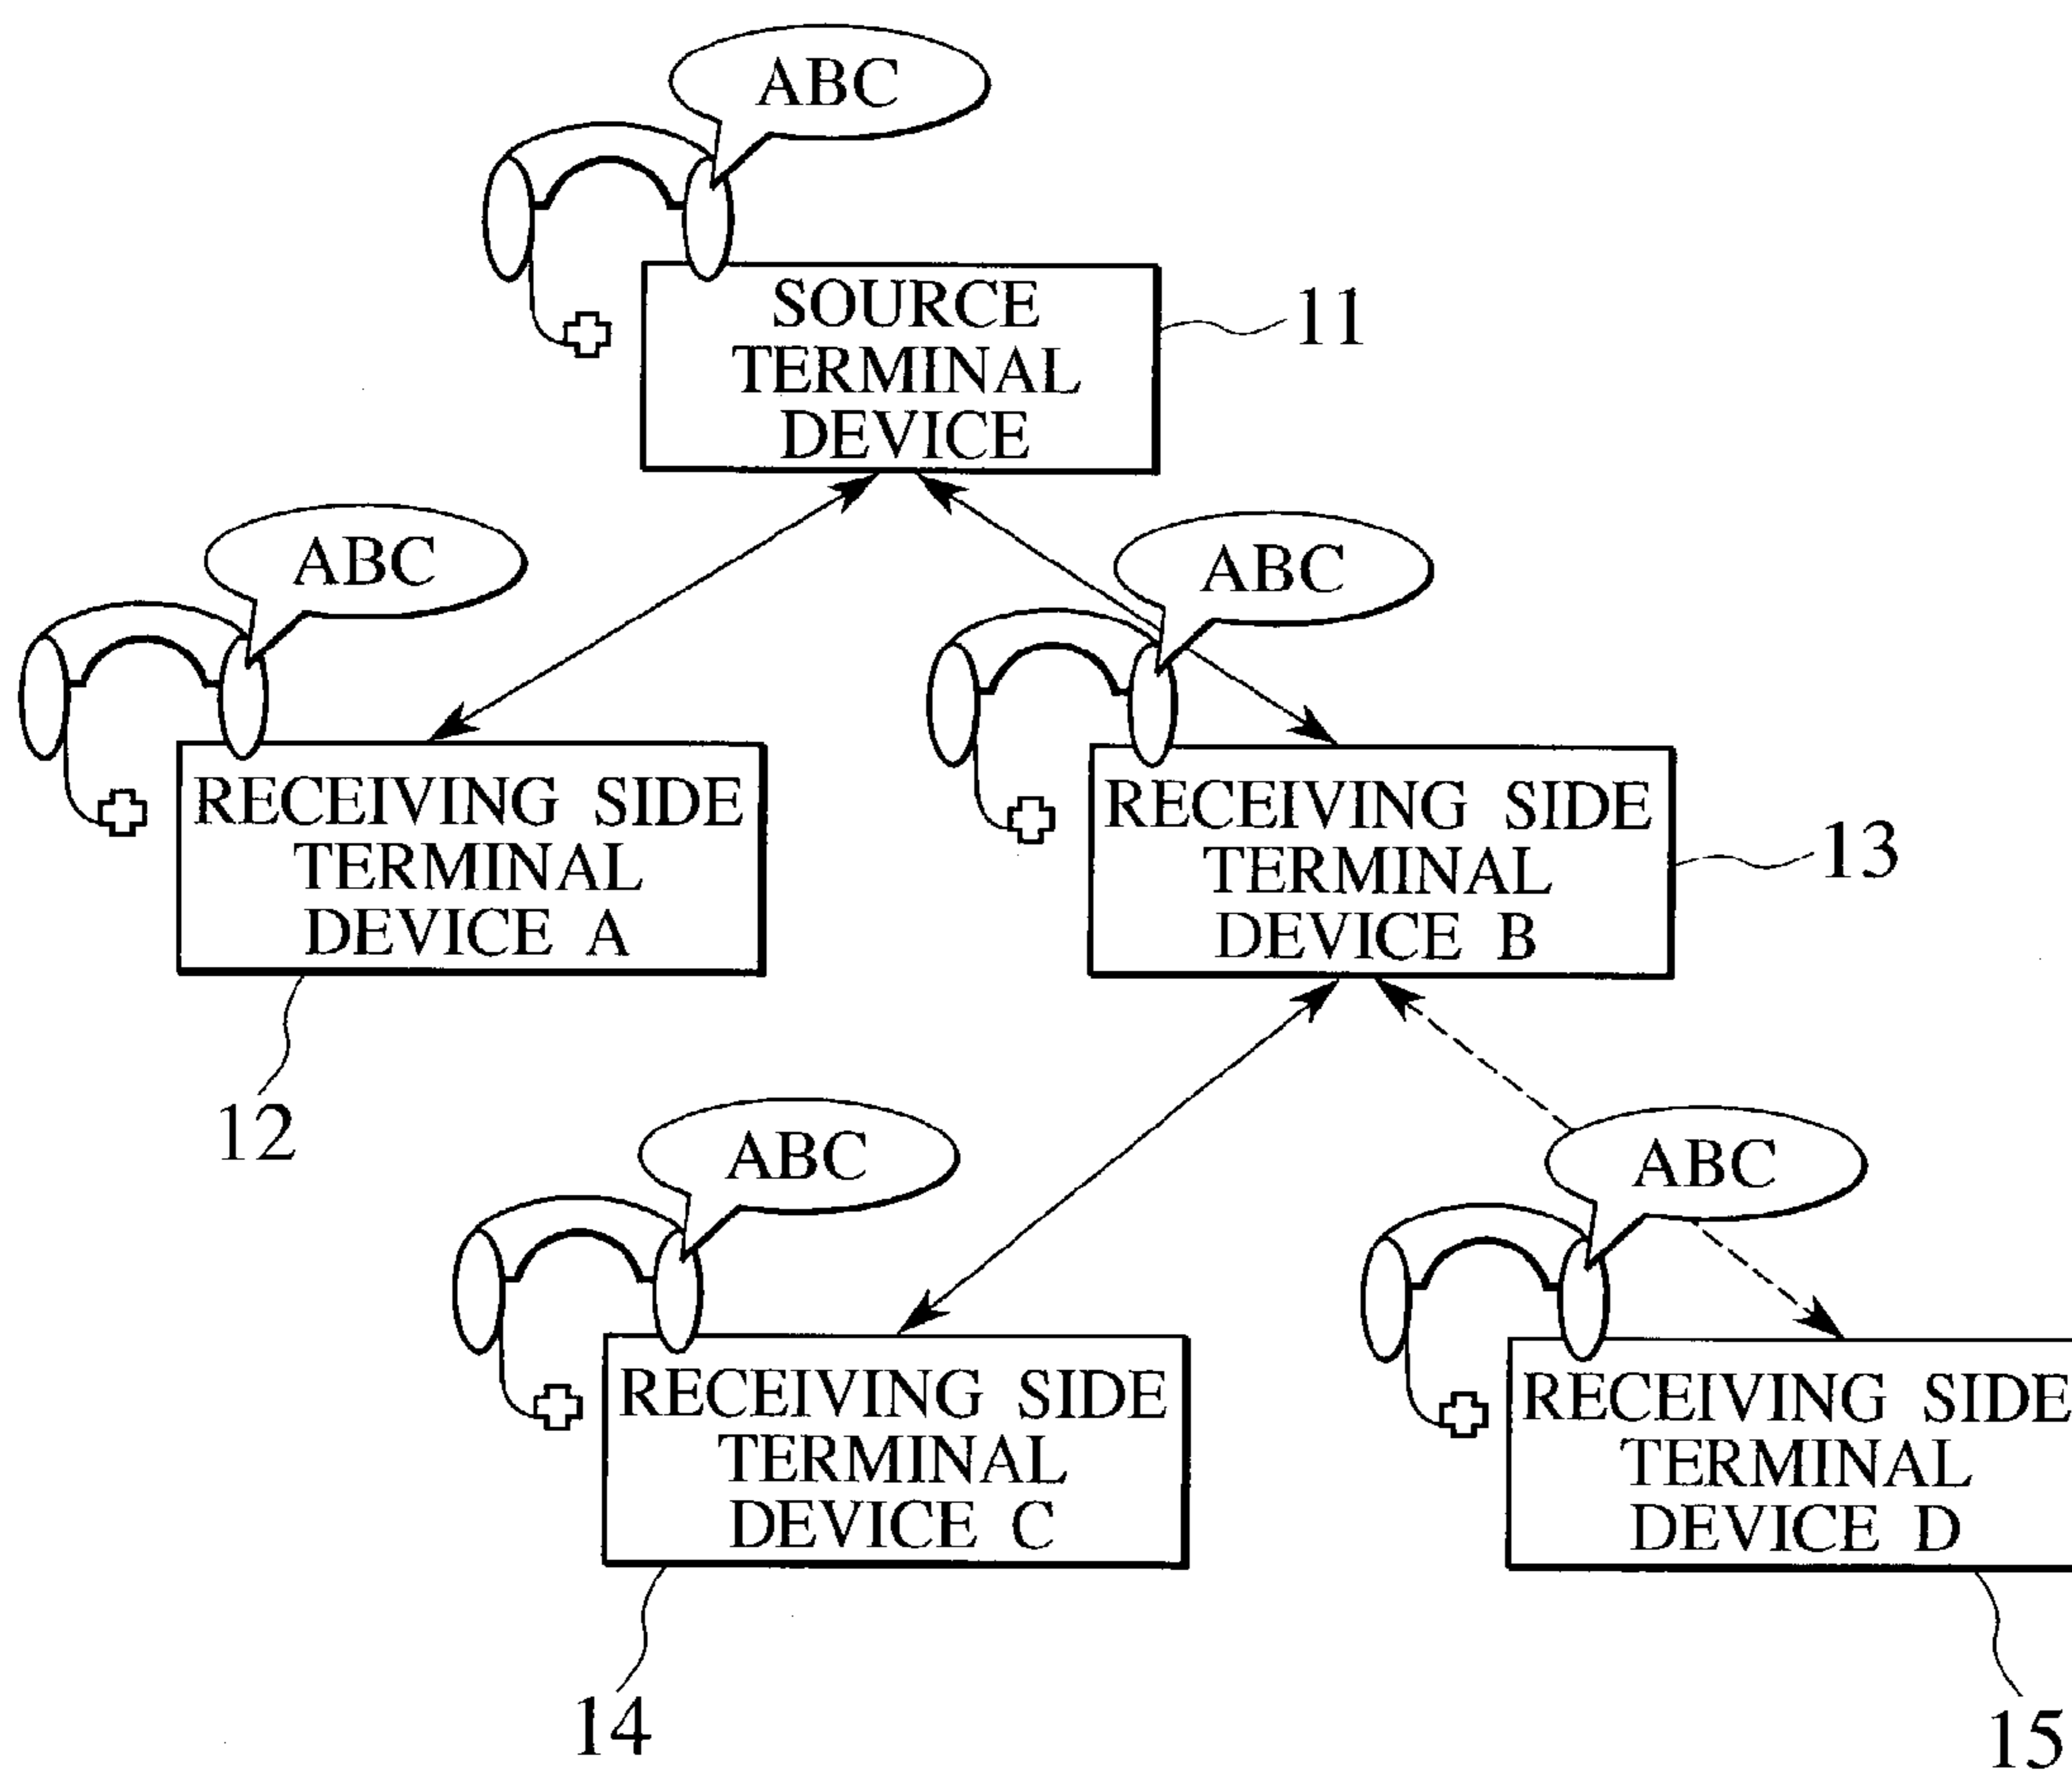 ABC
SOURCE
TERMINAL
DEVICE
11
ABC
ABC
RECEIVING SIDE
TERMINAL
DEVICE A
12
RECEIVING SIDE
TERMINAL
DEVICE B
13
ABC
ABC
RECEIVING SIDE
TERMINAL
DEVICE C
14
RECEIVING SIDE
TERMINAL
DEVICE D
15